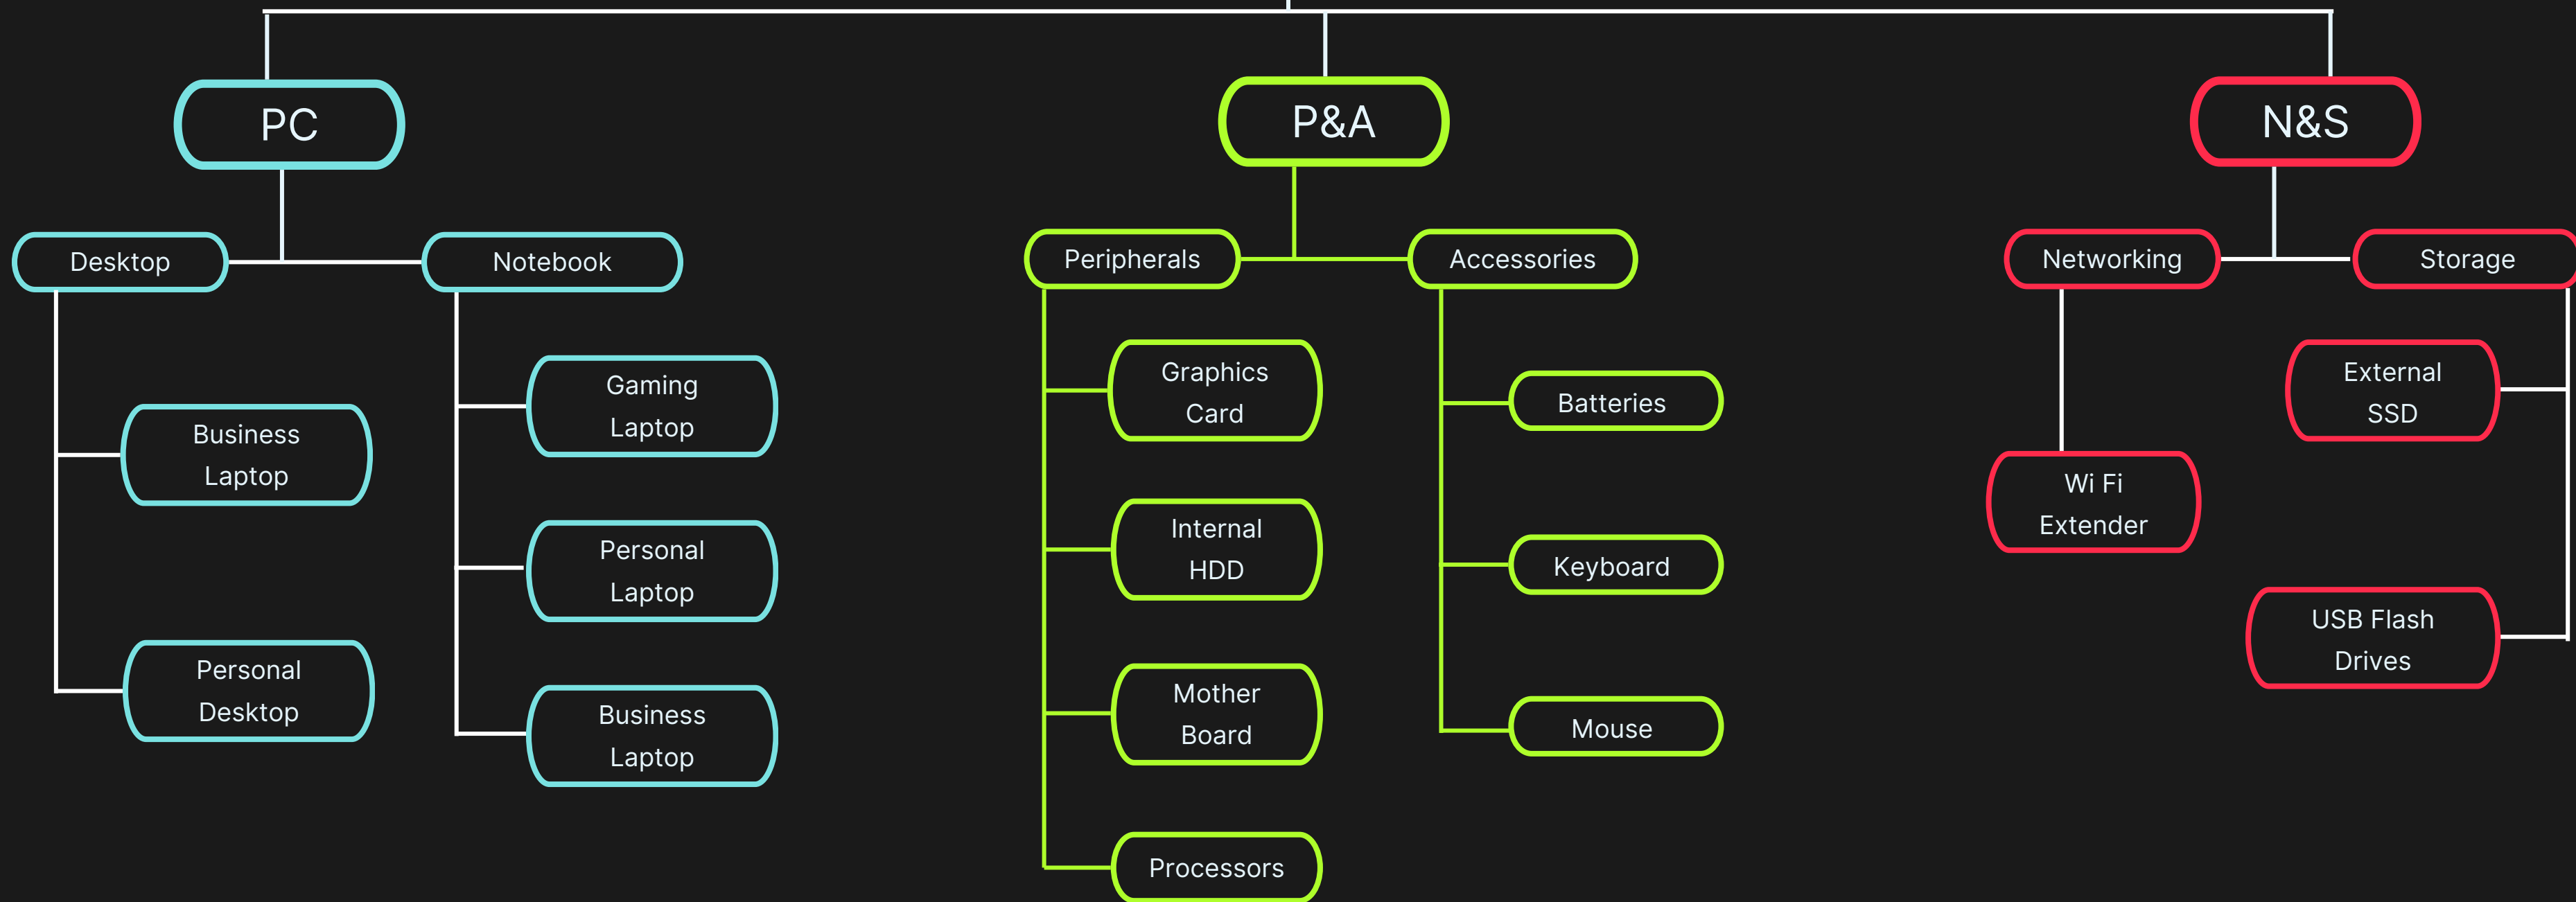 PC
P&A
N&S
Desktop
Notebook
Peripherals
Accessories
Networking
Storage
Business
Laptop
Personal
Desktop
Gaming
Laptop
Personal
Laptop
Business
Laptop
Graphics
Card
Internal
HDD
Mother
Board
Processors
Batteries
Keyboard
Mouse
Wi Fi
Extender
External
SSD
USB Flash
Drives